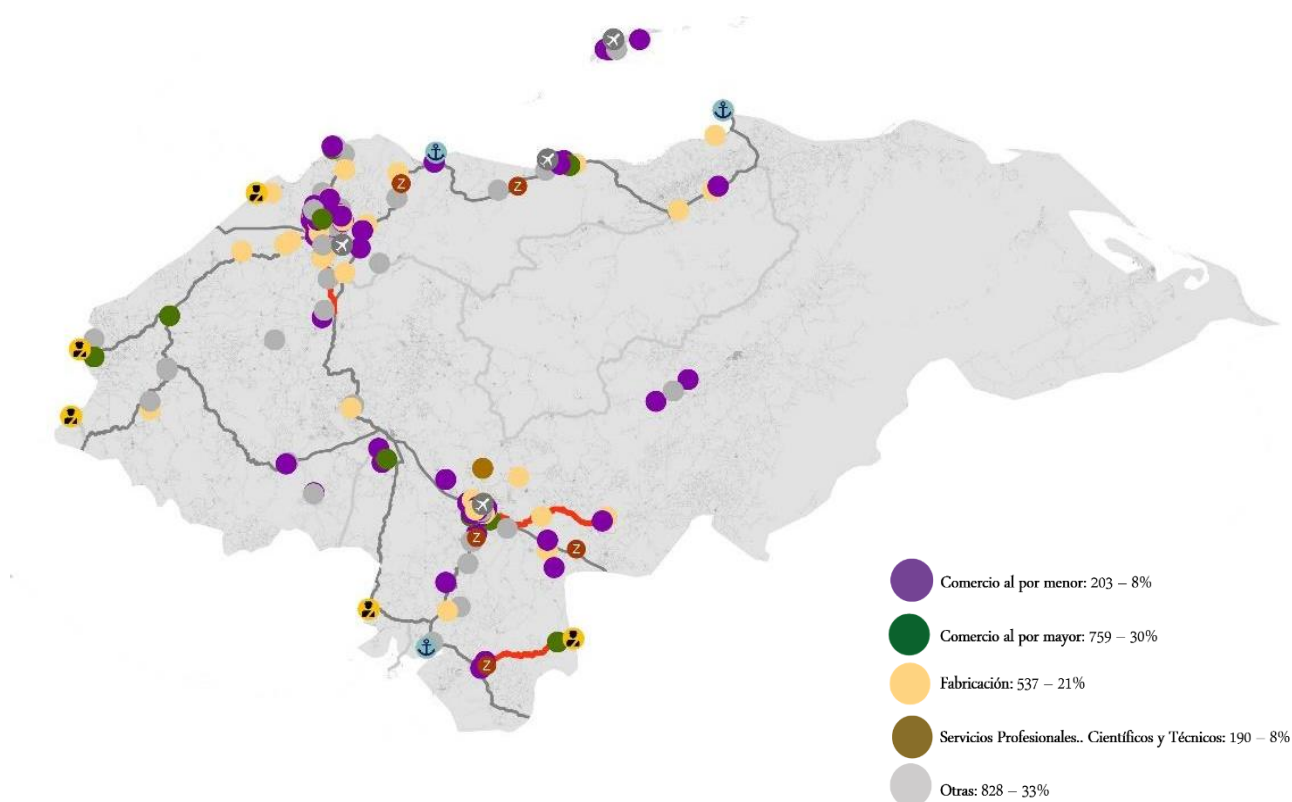 Z
Z
Z
Z
Z
Comercio al por menor: 203 – 8%
Comercio al por mayor: 759 – 30%
Fabricación: 537 – 21%
Servicios Profesionales.. Científicos y Técnicos: 190 – 8%
Otras: 828 – 33%